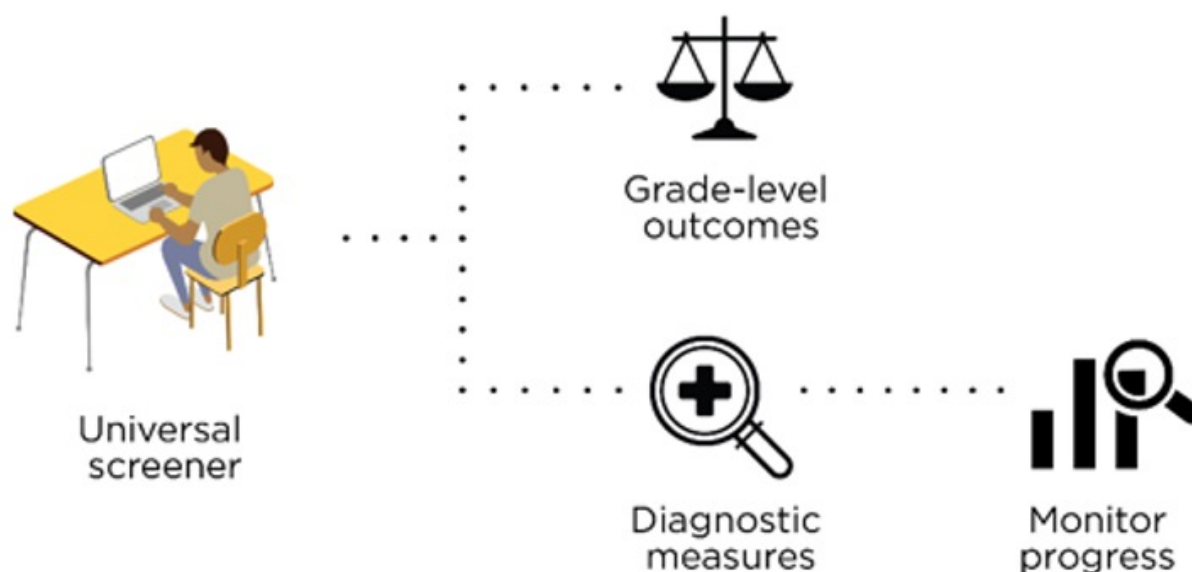 Grade-level
outcomes
Universal
screener
Diagnostic
measures
Monitor
progress